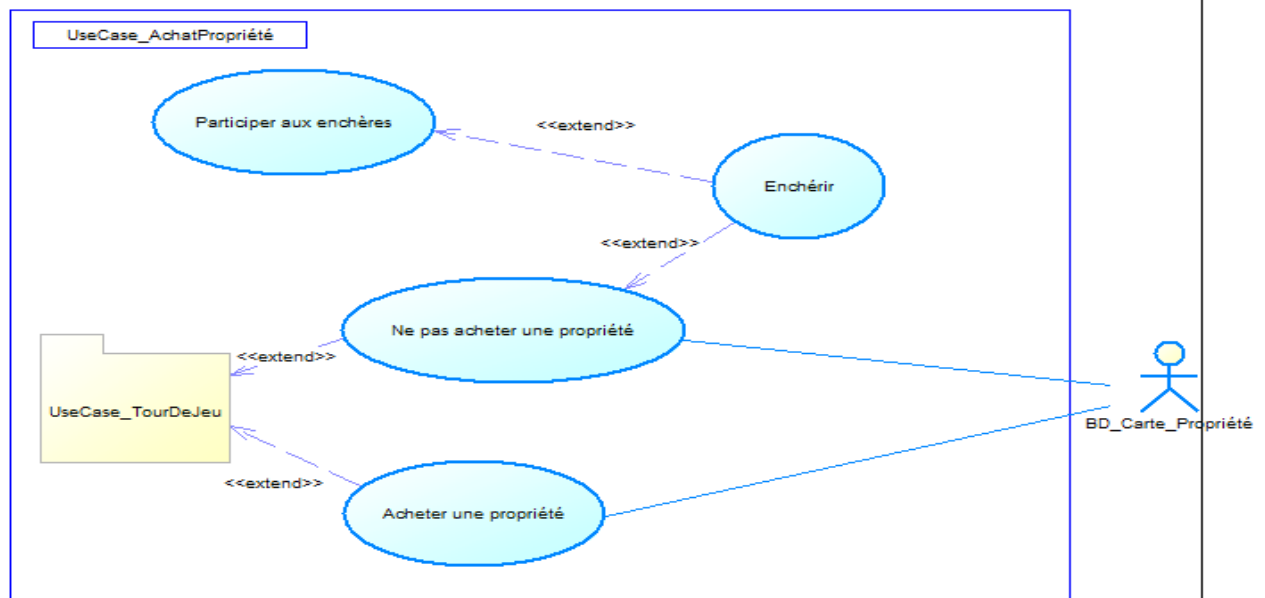 UseCase_AchatPropriété
Participer aux enchères
<<extend>>
Enchérir
<<extend>>
Ne pas acheter une propriété
<<extend>>
UseCase_TourDeJeu
BD_Carte_Propriété
<<extend>>
Acheter une propriété